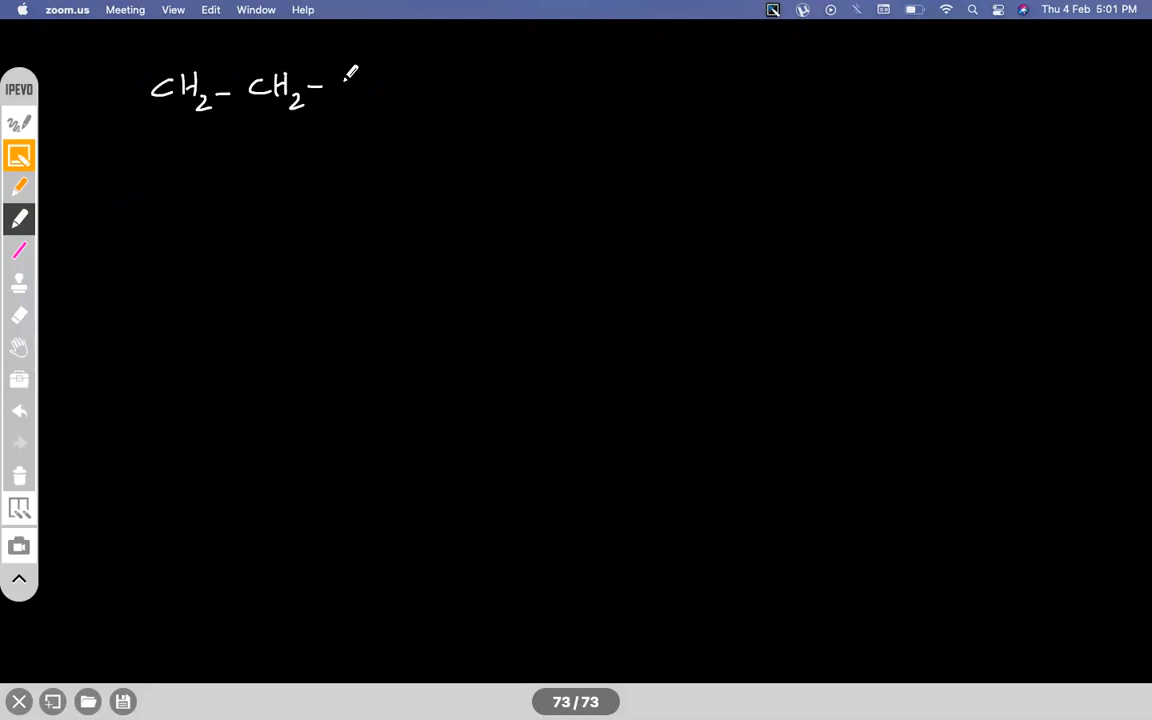 zoom.us Meeting View Edit Window Help Thu 4 Feb 5:01 PM
IPEVO
CH₂ – CH₂ –
73 / 73